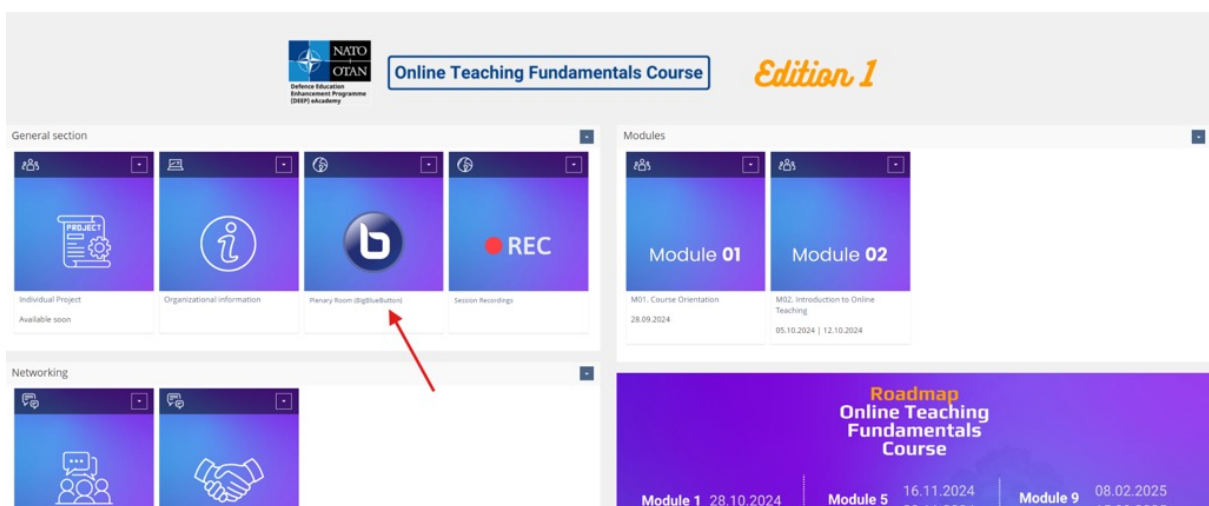 NATO
OTAN
Defence Education
Enhancement Programme
(DEEP) eAcademy
Online Teaching Fundamentals Course
Edition 1
General section
PROJECT
Individual Project
Available soon
i
Organizational information
b
Plenary Room (BigBlueButton)
REC
Session Recordings
Modules
Module 01
M01. Course Orientation
28.09.2024
Module 02
M02. Introduction to Online
Teaching
05.10.2024 | 12.10.2024
Networking
Roadmap
Online Teaching
Fundamentals
Course
Module 1 28.10.2024
Module 5 16.11.2024
Module 9 08.02.2025